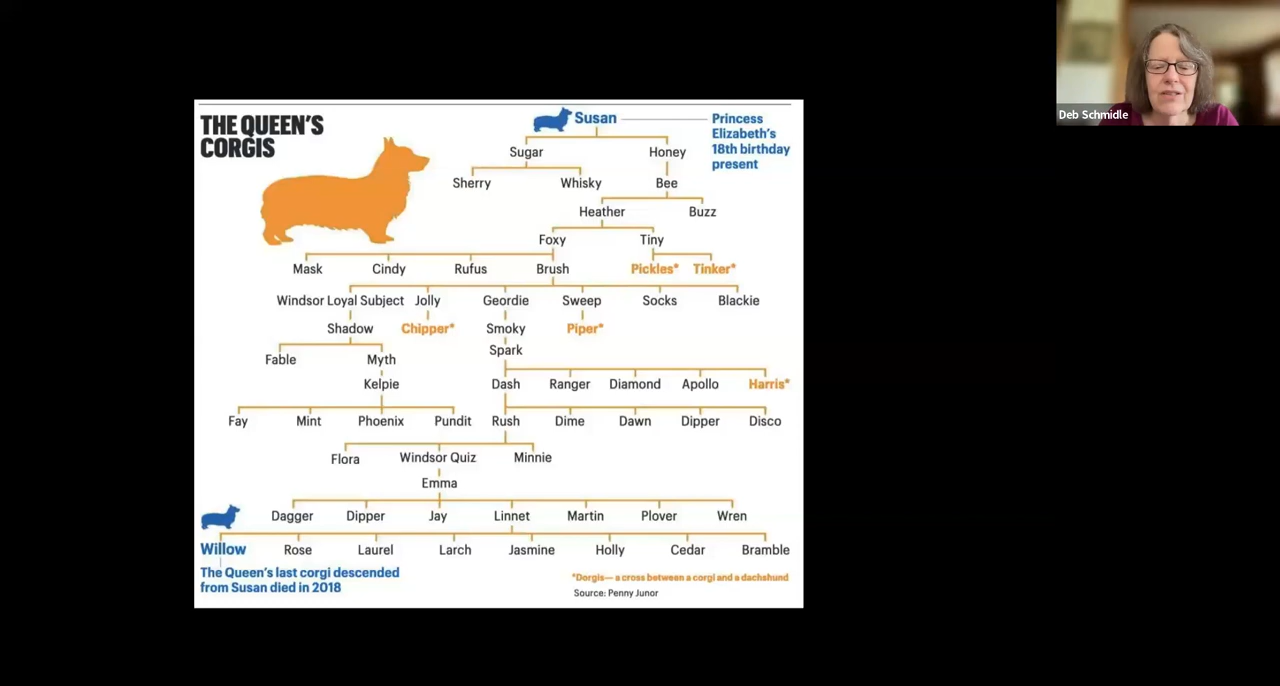 Deb Schmidle
THE QUEEN'S
CORGIS
Susan
Princess
Elizabeth's
18th birthday
present
Sugar Honey
Sherry Whisky Bee
Heather Buzz
Foxy Tiny
Mask Cindy Rufus Brush Pickles* Tinker*
Windsor Loyal Subject Jolly Geordie Sweep Socks Blackie
Shadow Chipper* Smoky Piper*
Spark
Fable Myth
Kelpie Dash Ranger Diamond Apollo Harris*
Fay Mint Phoenix Pundit Rush Dime Dawn Dipper Disco
Flora Windsor Quiz Minnie
Emma
Dagger Dipper Jay Linnet Martin Plover Wren
Willow Rose Laurel Larch Jasmine Holly Cedar Bramble
The Queen's last corgi descended
from Susan died in 2018
*Dorgis— a cross between a corgi and a dachshund
Source: Penny Junor